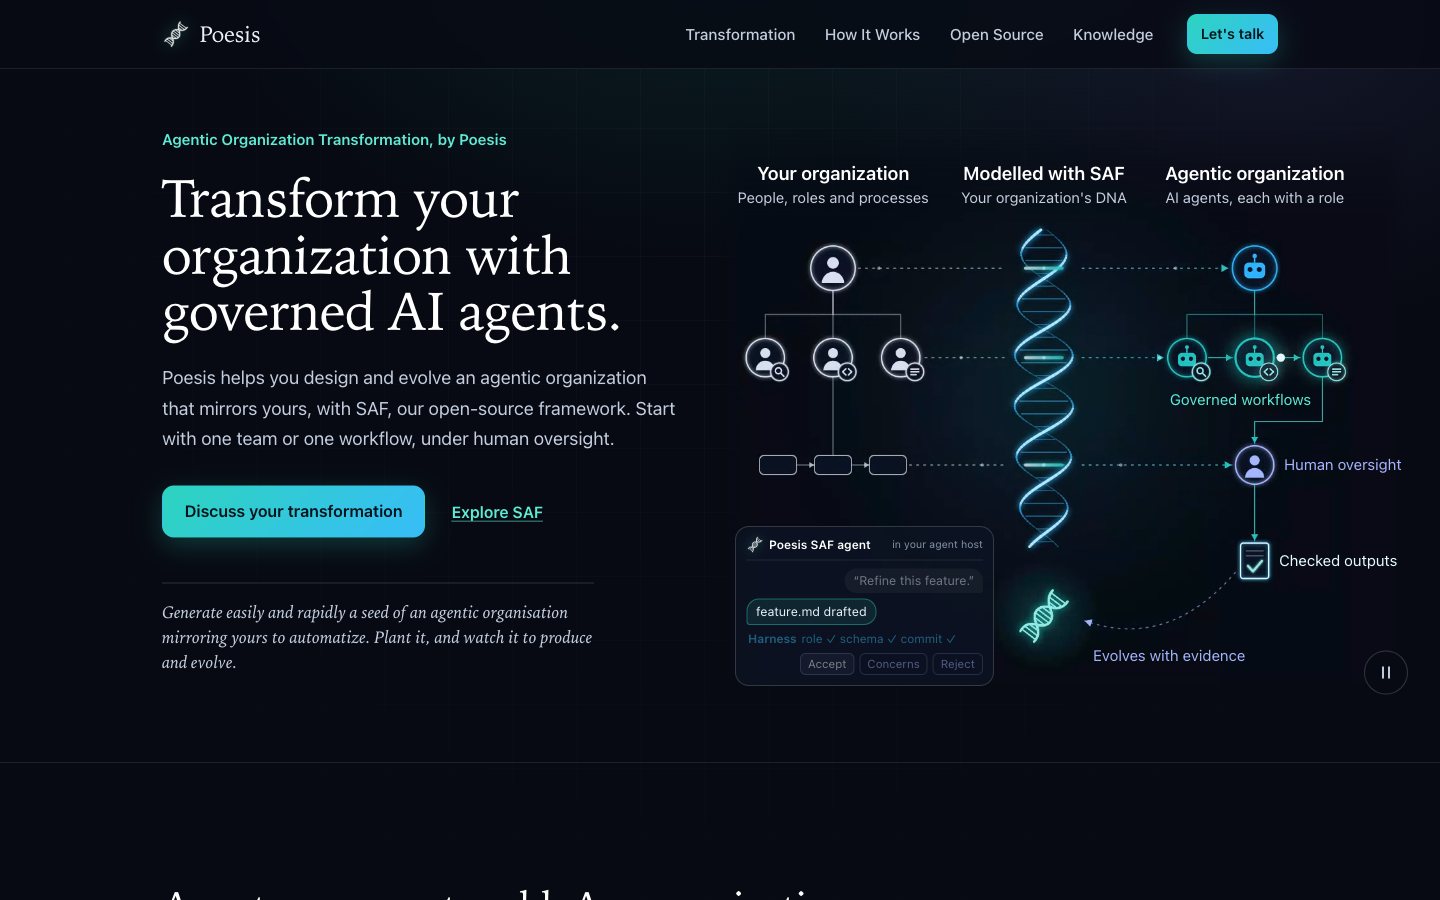 Poesis
Transformation
How It Works
Open Source
Knowledge
Let's talk
Agentic Organization Transformation, by Poesis
Transform your
organization with
governed AI agents.
Poesis helps you design and evolve an agentic organization
that mirrors yours, with SAF, our open-source framework. Start
with one team or one workflow, under human oversight.
Discuss your transformation
Explore SAF
Generate easily and rapidly a seed of an agentic organisation
mirroring yours to automatize. Plant it, and watch it to produce
and evolve.
Your organization
People, roles and processes
Modelled with SAF
Your organization's DNA
Agentic organization
AI agents, each with a role
Governed workflows
Human oversight
Checked outputs
Evolves with evidence
Poesis SAF agent
in your agent host
“Refine this feature.”
feature.md drafted
Harness role ✓ schema ✓ commit ✓
Accept
Concerns
Reject